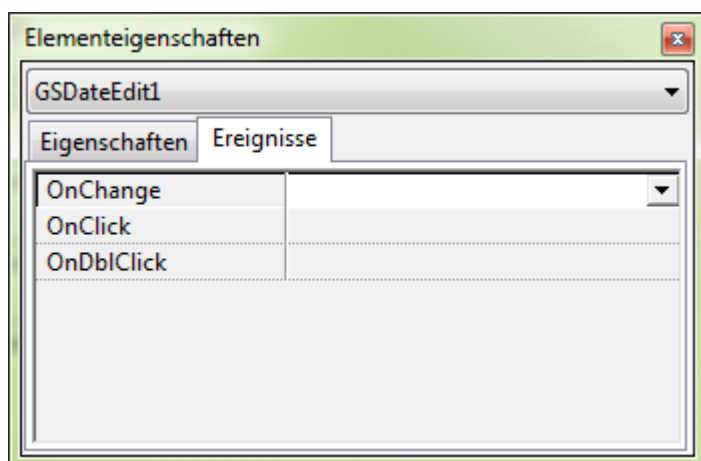 Elementeigenschaften
GSDateEdit1
Eigenschaften Ereignisse
OnChange
OnClick
OnDblClick